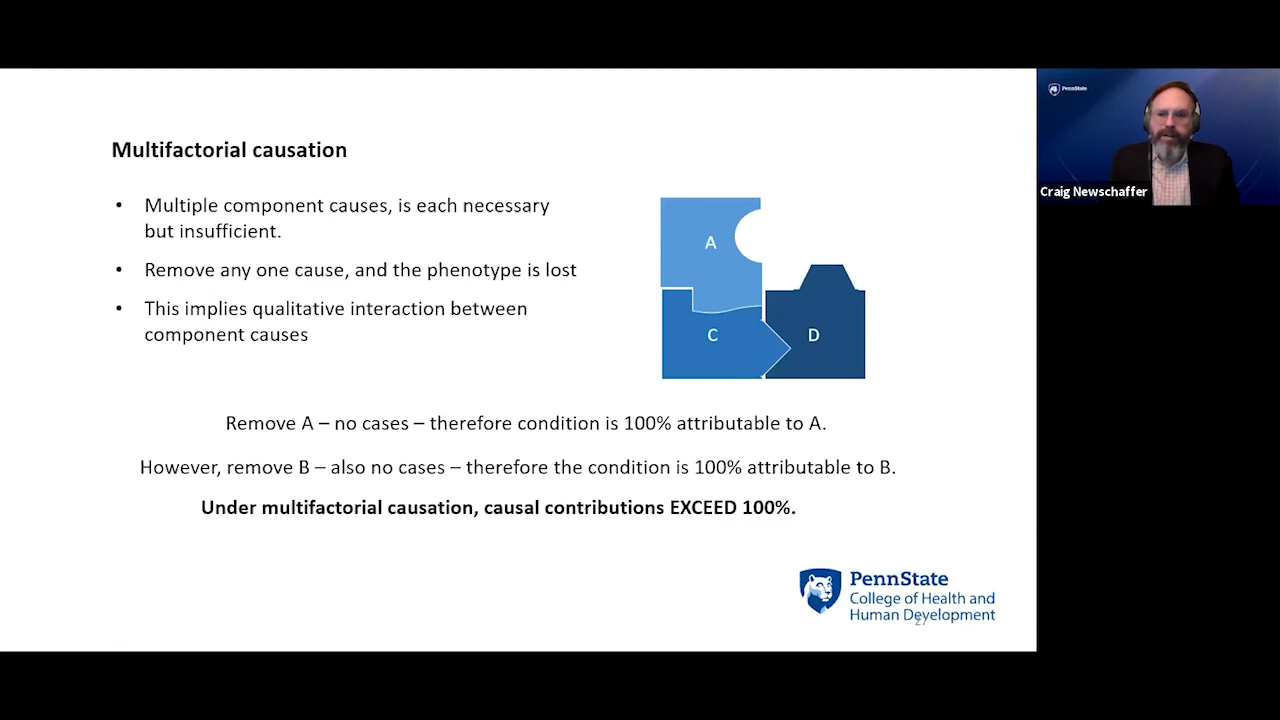 Multifactorial causation
• Multiple component causes, is each necessary
but insufficient.
• Remove any one cause, and the phenotype is lost
• This implies qualitative interaction between
component causes
A
C
D
Remove A – no cases – therefore condition is 100% attributable to A.
However, remove B – also no cases – therefore the condition is 100% attributable to B.
Under multifactorial causation, causal contributions EXCEED 100%.
PennState
College of Health and
Human Development
27
PennState
Craig Newschaffer